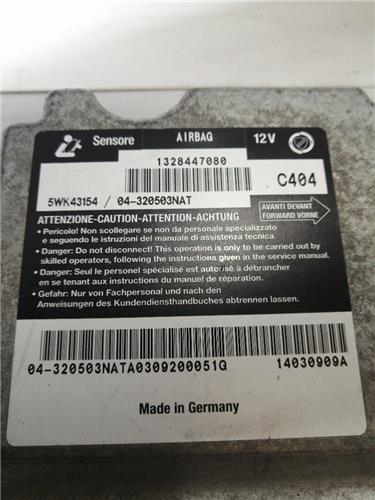 Sensore AIRBAG 12V
1328447080
5WK43154 / 04-320503NAT
C404
ATTENZIONE-CAUTION-ATTENTION-ACHTUNG
AVANTI DEVANT
FORWARD VORNE
• Pericolo! Non scollegare se non da personale specializzato
e seguendo le istruzioni del manuale di assistenza tecnica.
• Danger: Do not disconnect! This operation is only to be carried out by
skilled operators, following the instructions given in the service manual.
• Danger: Seul le personel spécialisé est autorisé à débrancher
en se tenant aux instructions du manuel de réparation.
• Gefahr: Nur von Fachpersonal und nach den
Anweisungen des Kundendiensthandbuches abtrennen lassen.
04-320503NATA0309200051Q 14030909A
Made in Germany